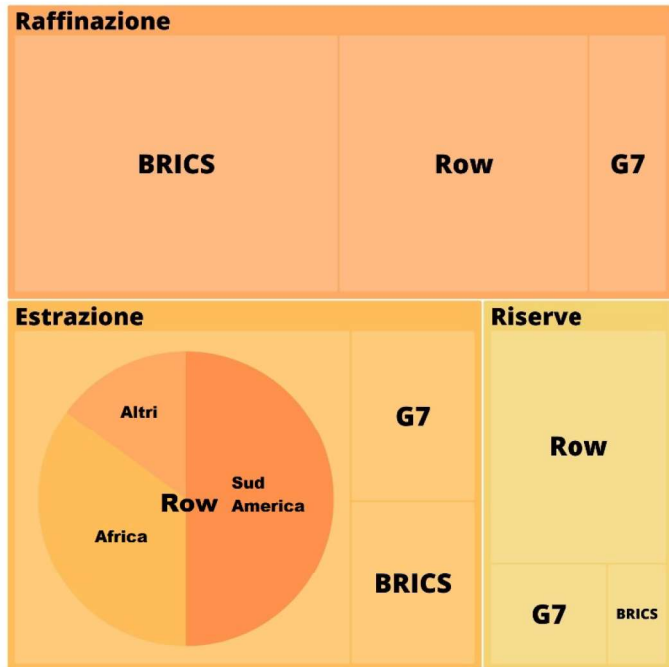 Raffinazione
BRICS
Row
G7
Estrazione
Altri
Row
Sud
America
Africa
G7
BRICS
Riserve
Row
G7
BRICS